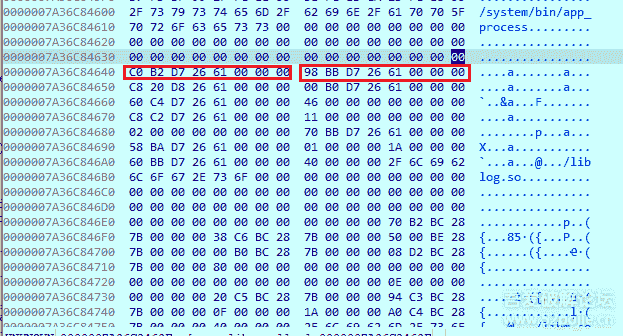 0000007A36C84600 2F 73 79 73 74 65 6D 2F 62 69 6E 2F 61 70 70 5F /system/bin/app_
0000007A36C84610 70 72 6F 63 65 73 73 00 00 00 00 00 00 00 00 00 process.........
0000007A36C84620 00 00 00 00 00 00 00 00 00 00 00 00 00 00 00 00 ................
0000007A36C84630 00 00 00 00 00 00 00 00 00 00 00 00 00 00 00 00 ................
0000007A36C84640 C0 B2 D7 26 61 00 00 00 98 BB D7 26 61 00 00 00 ....a.......a...
0000007A36C84650 C8 20 D8 26 61 00 00 00 00 B0 D7 26 61 00 00 00 ....a.......a...
0000007A36C84660 60 C4 D7 26 61 00 00 00 46 00 00 00 00 00 00 00 `..&a...F.......
0000007A36C84670 C8 C2 D7 26 61 00 00 00 11 00 00 00 00 00 00 00 ....a...........
0000007A36C84680 02 00 00 00 00 00 00 00 70 BB D7 26 61 00 00 00 ........p...a...
0000007A36C84690 58 BA D7 26 61 00 00 00 01 00 00 00 1A 00 00 00 X...a...........
0000007A36C846A0 60 BB D7 26 61 00 00 00 40 00 00 00 2F 6C 69 62 `...a...@.../lib
0000007A36C846B0 6C 6F 67 2E 73 6F 00 00 00 00 00 00 00 00 00 00 log.so..........
0000007A36C846C0 00 00 00 00 00 00 00 00 00 00 00 00 00 00 00 00 ................
0000007A36C846D0 00 00 00 00 00 00 00 00 00 00 00 00 00 00 00 00 ................
0000007A36C846E0 00 00 00 00 00 00 00 00 00 00 00 00 70 B2 BC 28 ............p..(
0000007A36C846F0 7B 00 00 00 38 C6 BC 28 7B 00 00 00 50 00 BE 28 {...85·({...P..(
0000007A36C84700 7B 00 00 00 00 B0 BC 28 7B 00 00 00 08 D2 BC 28 {......({....·(
0000007A36C84710 7B 00 00 00 80 00 00 00 00 00 00 00 00 00 00 00 {...............
0000007A36C84720 00 00 00 00 00 00 00 00 00 00 00 00 0E 00 00 00 ................
0000007A36C84730 00 00 00 00 20 C5 BC 28 7B 00 00 00 94 C3 BC 28
0000007A36C84740 7B 00 00 00 0F 00 00 00 1A 00 00 00 A0 C4 BC 28